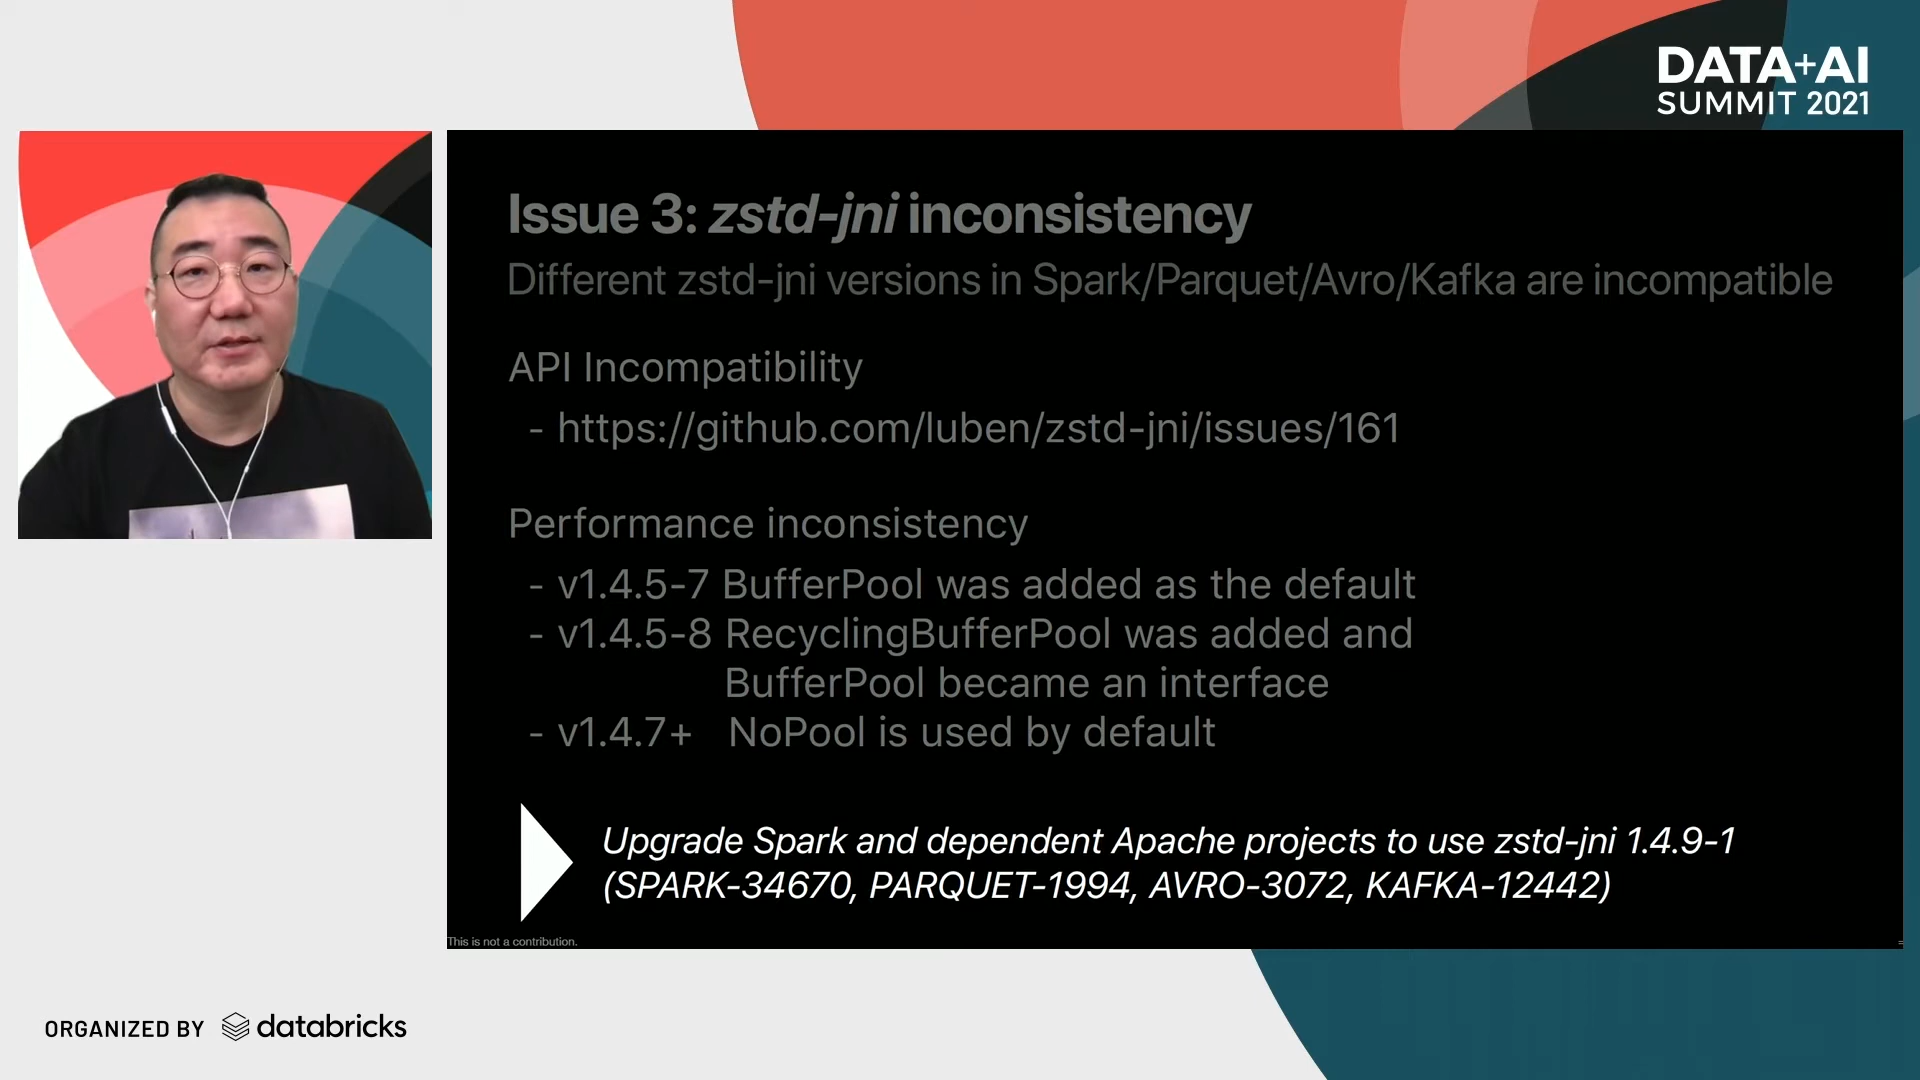 DATA+AI
SUMMIT 2021
Issue 3: zstd-jni inconsistency
Different zstd-jni versions in Spark/Parquet/Avro/Kafka are incompatible
API Incompatibility
- https://github.com/luben/zstd-jni/issues/161
Performance inconsistency
- v1.4.5-7 BufferPool was added as the default
- v1.4.5-8 RecyclingBufferPool was added and
BufferPool became an interface
- v1.4.7+ NoPool is used by default
Upgrade Spark and dependent Apache projects to use zstd-jni 1.4.9-1
(SPARK-34670, PARQUET-1994, AVRO-3072, KAFKA-12442)
This is not a contribution.
ORGANIZED BY databricks